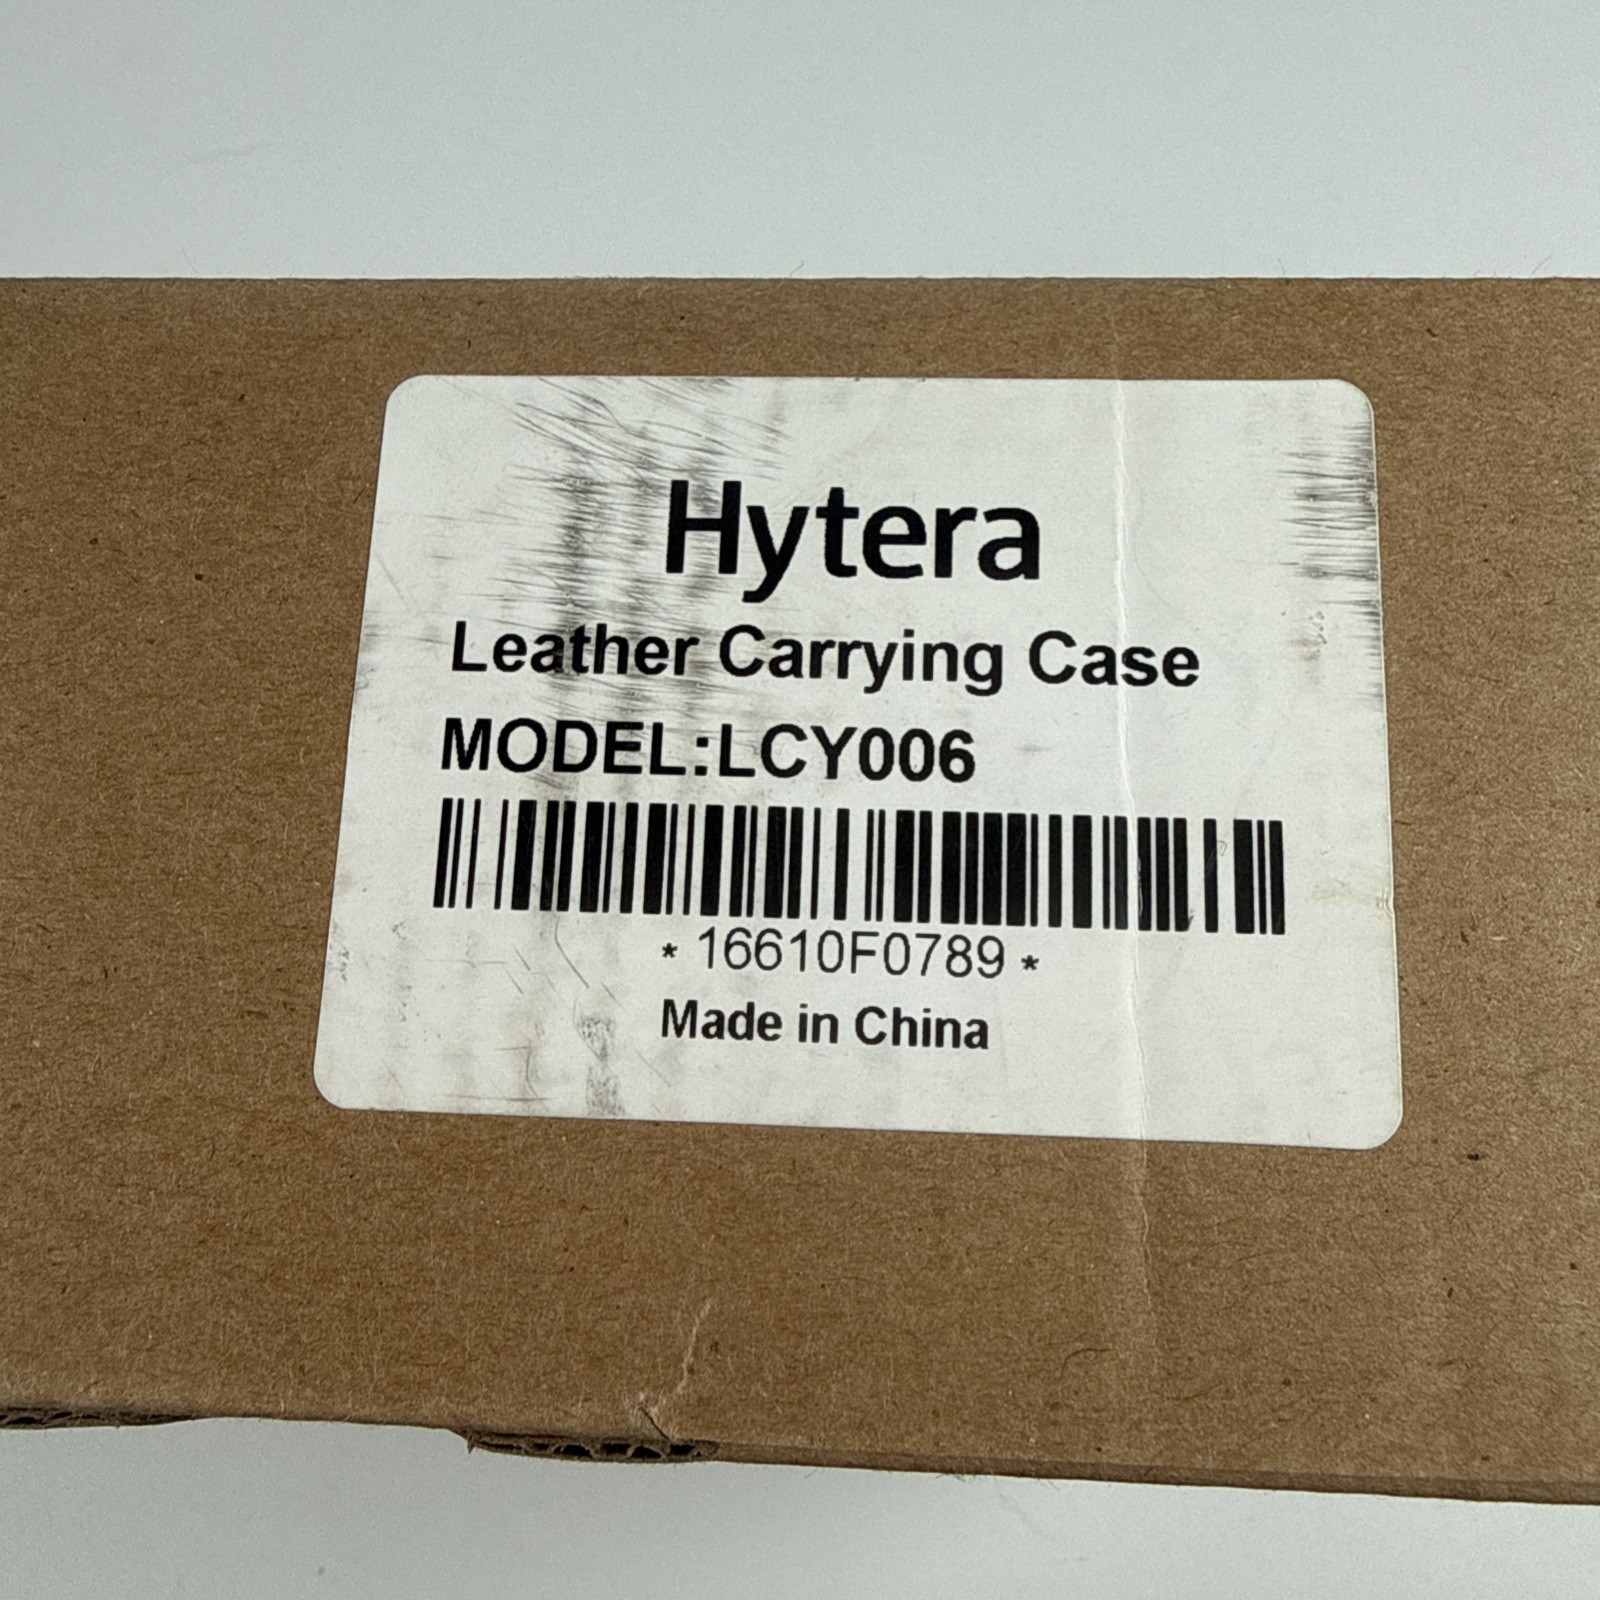 Hytera
Leather Carrying Case
MODEL:LCY006
* 16610F0789 *
Made in China